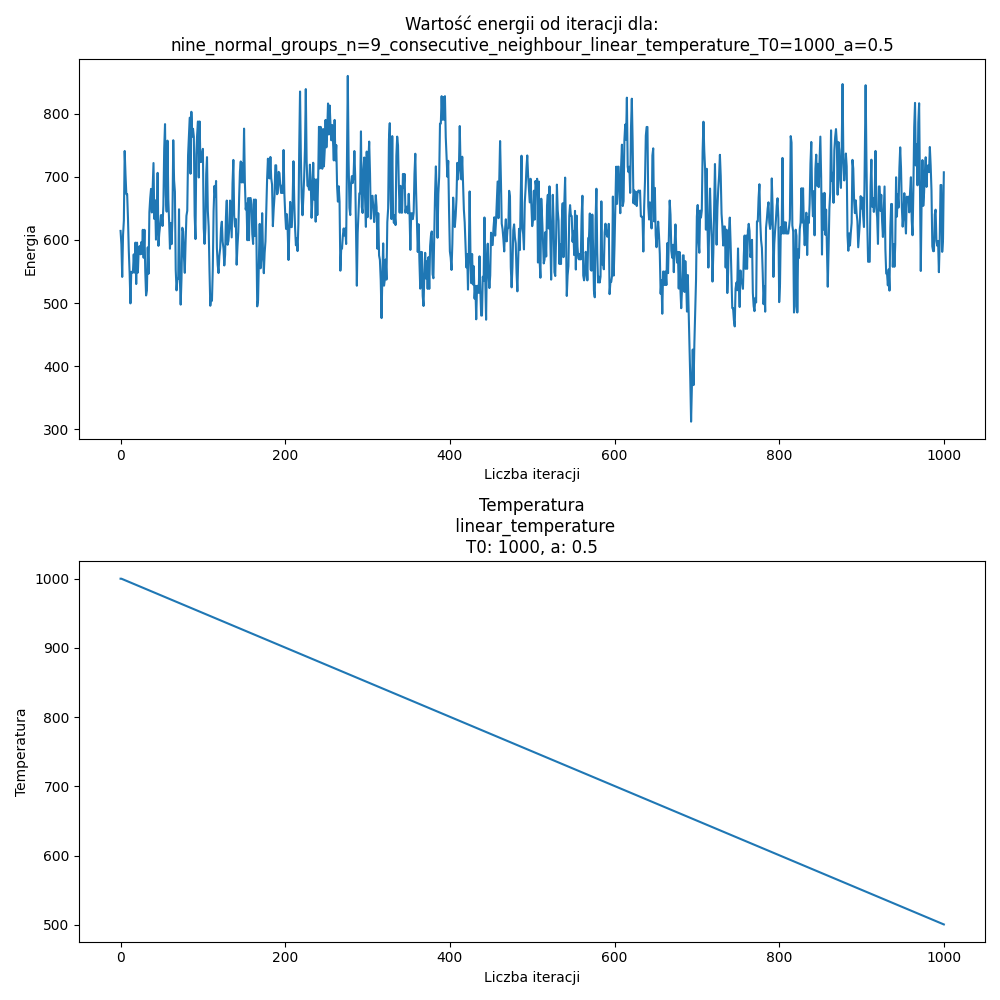 Wartość energii od iteracji dla:
nine_normal_groups_n=9_consecutive_neighbour_linear_temperature_T0=1000_a=0.5
800
700
600
500
400
300
Energia
0 200 400 600 800 1000
Liczba iteracji
Temperatura
linear_temperature
T0: 1000, a: 0.5
1000
900
800
700
600
500
Temperatura
0 200 400 600 800 1000
Liczba iteracji